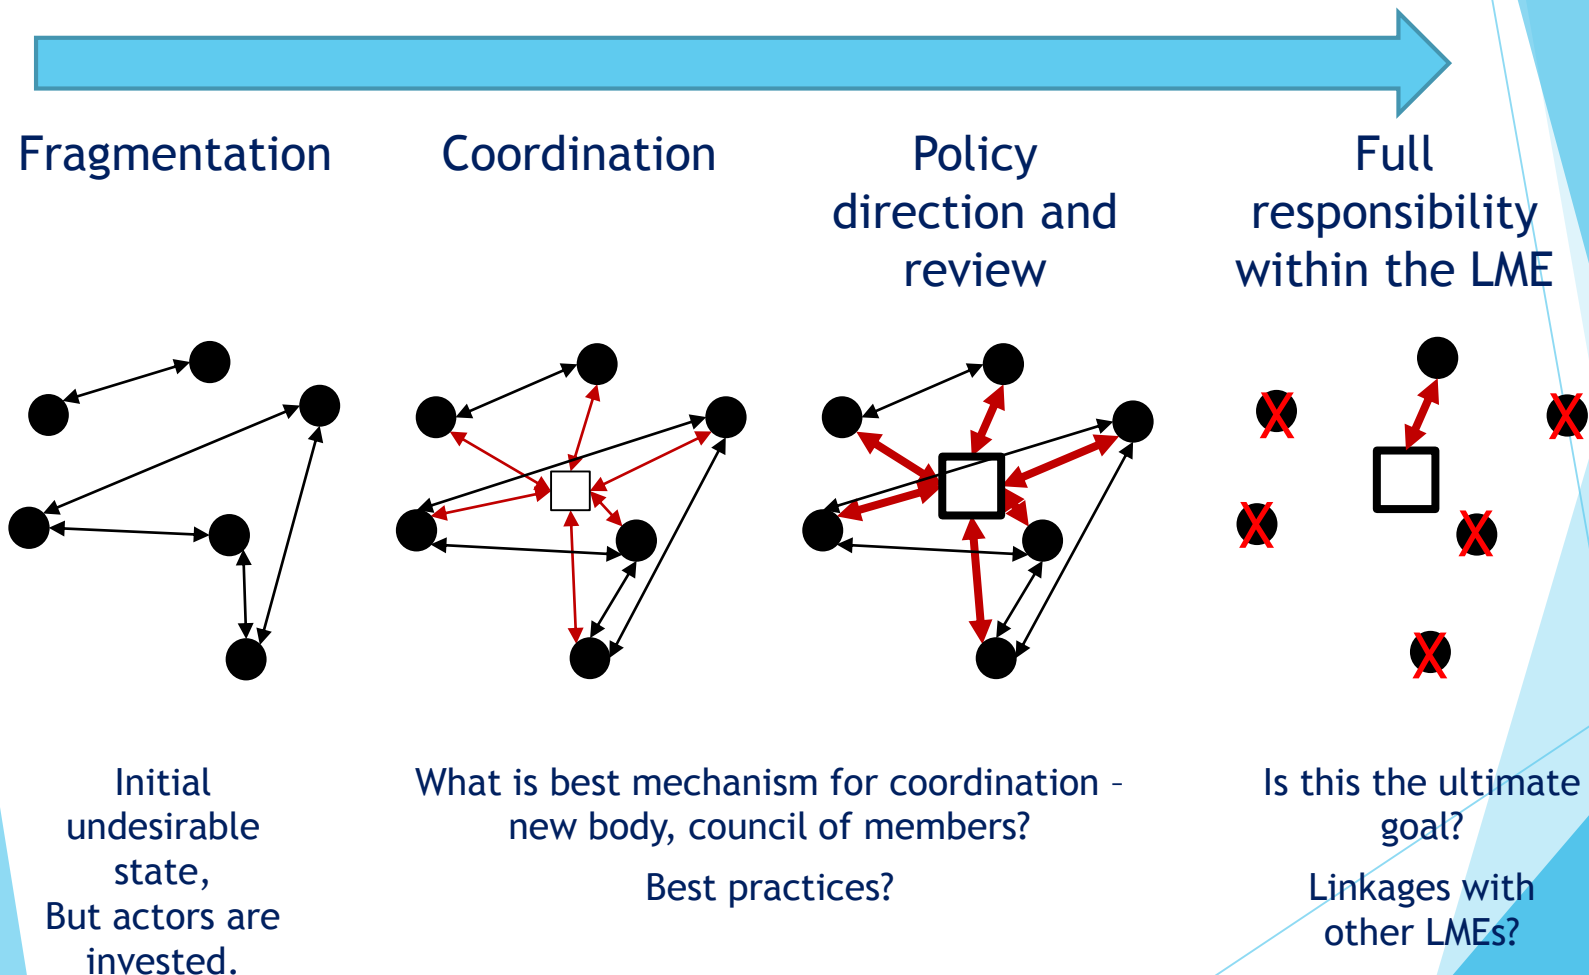 Fragmentation
Coordination
Policy
direction and
review
Full
responsibility
within the LME
X
X
X
X
X
Initial
undesirable
state,
But actors are
invested.
What is best mechanism for coordination –
new body, council of members?
Best practices?
Is this the ultimate
goal?
Linkages with
other LMEs?